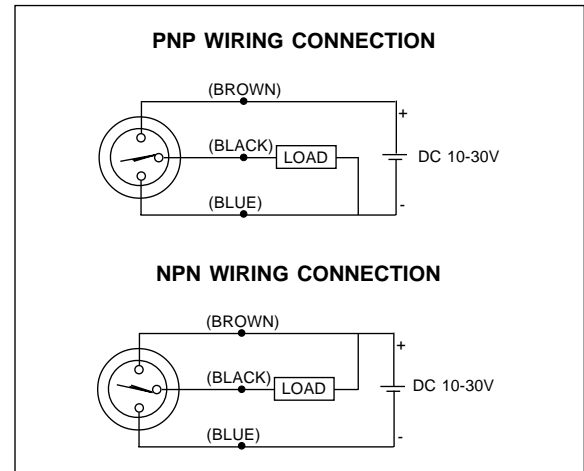 PNP WIRING CONNECTION
(BROWN)
+
(BLACK)
LOAD
DC 10-30V
(BLUE)
-
NPN WIRING CONNECTION
(BROWN)
+
(BLACK)
LOAD
DC 10-30V
(BLUE)
-